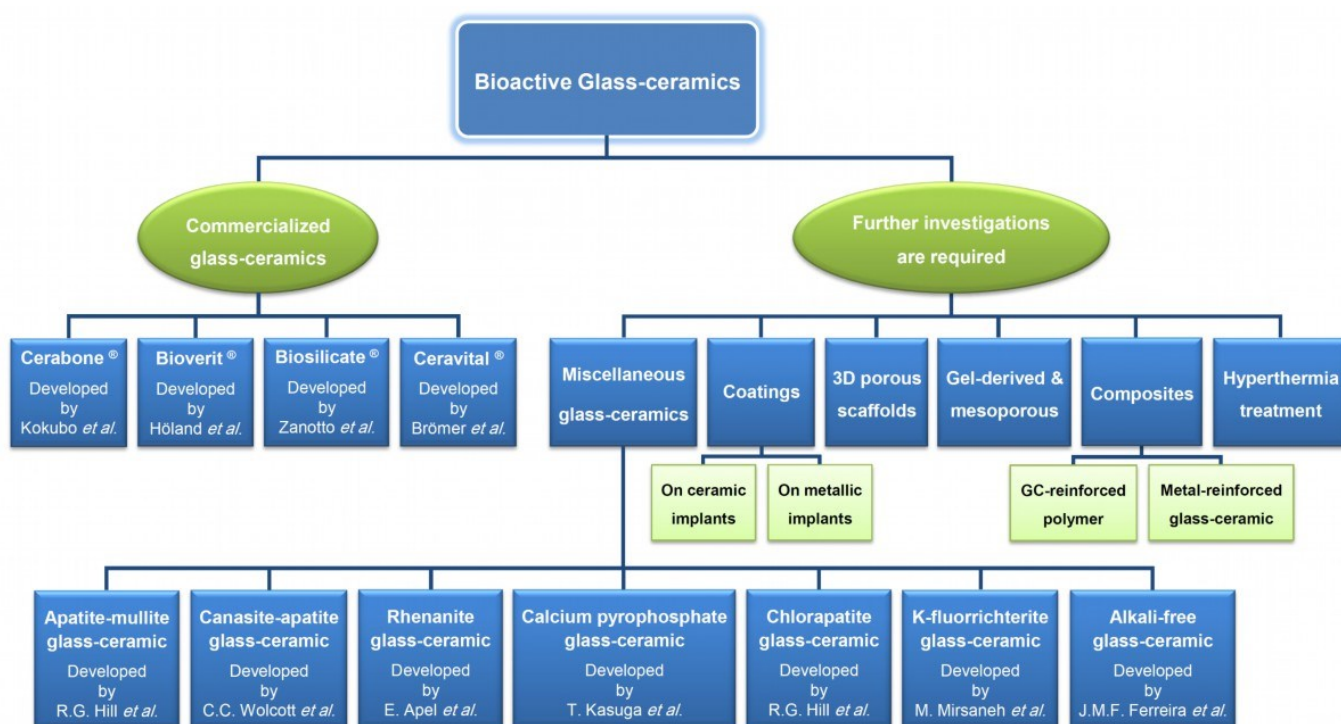 Bioactive Glass-ceramics
Commercialized
glass-ceramics
Further investigations
are required
Cerabone ®
Developed
by
Kokubo et al.
Bioverit ®
Developed
by
Höland et al.
Biosilicate ®
Developed
by
Zanotto et al.
Ceravital ®
Developed
by
Brömer et al.
Miscellaneous
glass-ceramics
Coatings
3D porous
scaffolds
Gel-derived &
mesoporous
Composites
Hyperthermia
treatment
On ceramic
implants
On metallic
implants
GC-reinforced
polymer
Metal-reinforced
glass-ceramic
Apatite-mullite
glass-ceramic
Developed
by
R.G. Hill et al.
Canasite-apatite
glass-ceramic
Developed
by
C.C. Wolcott et al.
Rhenanite
glass-ceramic
Developed
by
E. Apel et al.
Calcium pyrophosphate
glass-ceramic
Developed
by
T. Kasuga et al.
Chlorapatite
glass-ceramic
Developed
by
R.G. Hill et al.
K-fluorrichterite
glass-ceramic
Developed
by
M. Mirsaneh et al.
Alkali-free
glass-ceramic
Developed
by
J.M.F. Ferreira et al.